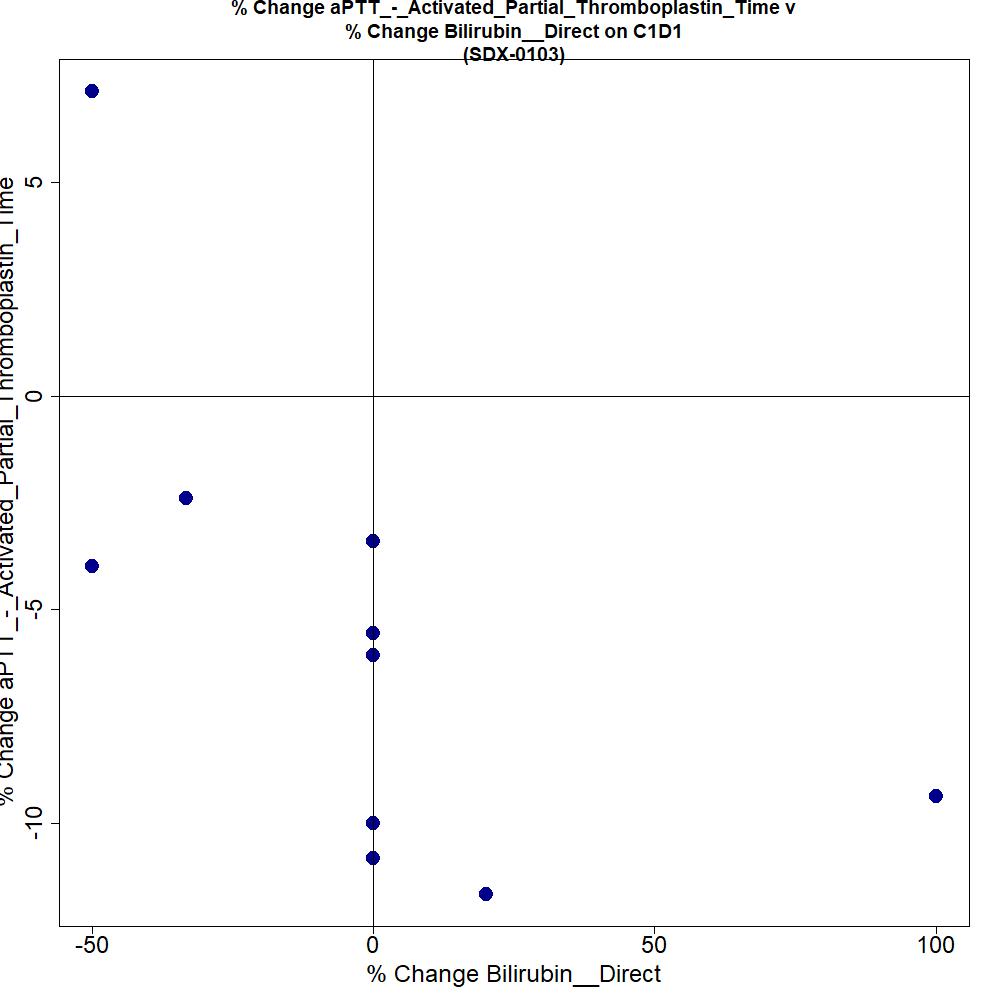 % Change aPTT_-_Activated_Partial_Thromboplastin_Time v
% Change Bilirubin__Direct on C1D1
(SDX-0103)
% Change aPTT_-_Activated_Partial_Thromboplastin_Time
5
0
-5
-10
-50
0
50
100
% Change Bilirubin__Direct